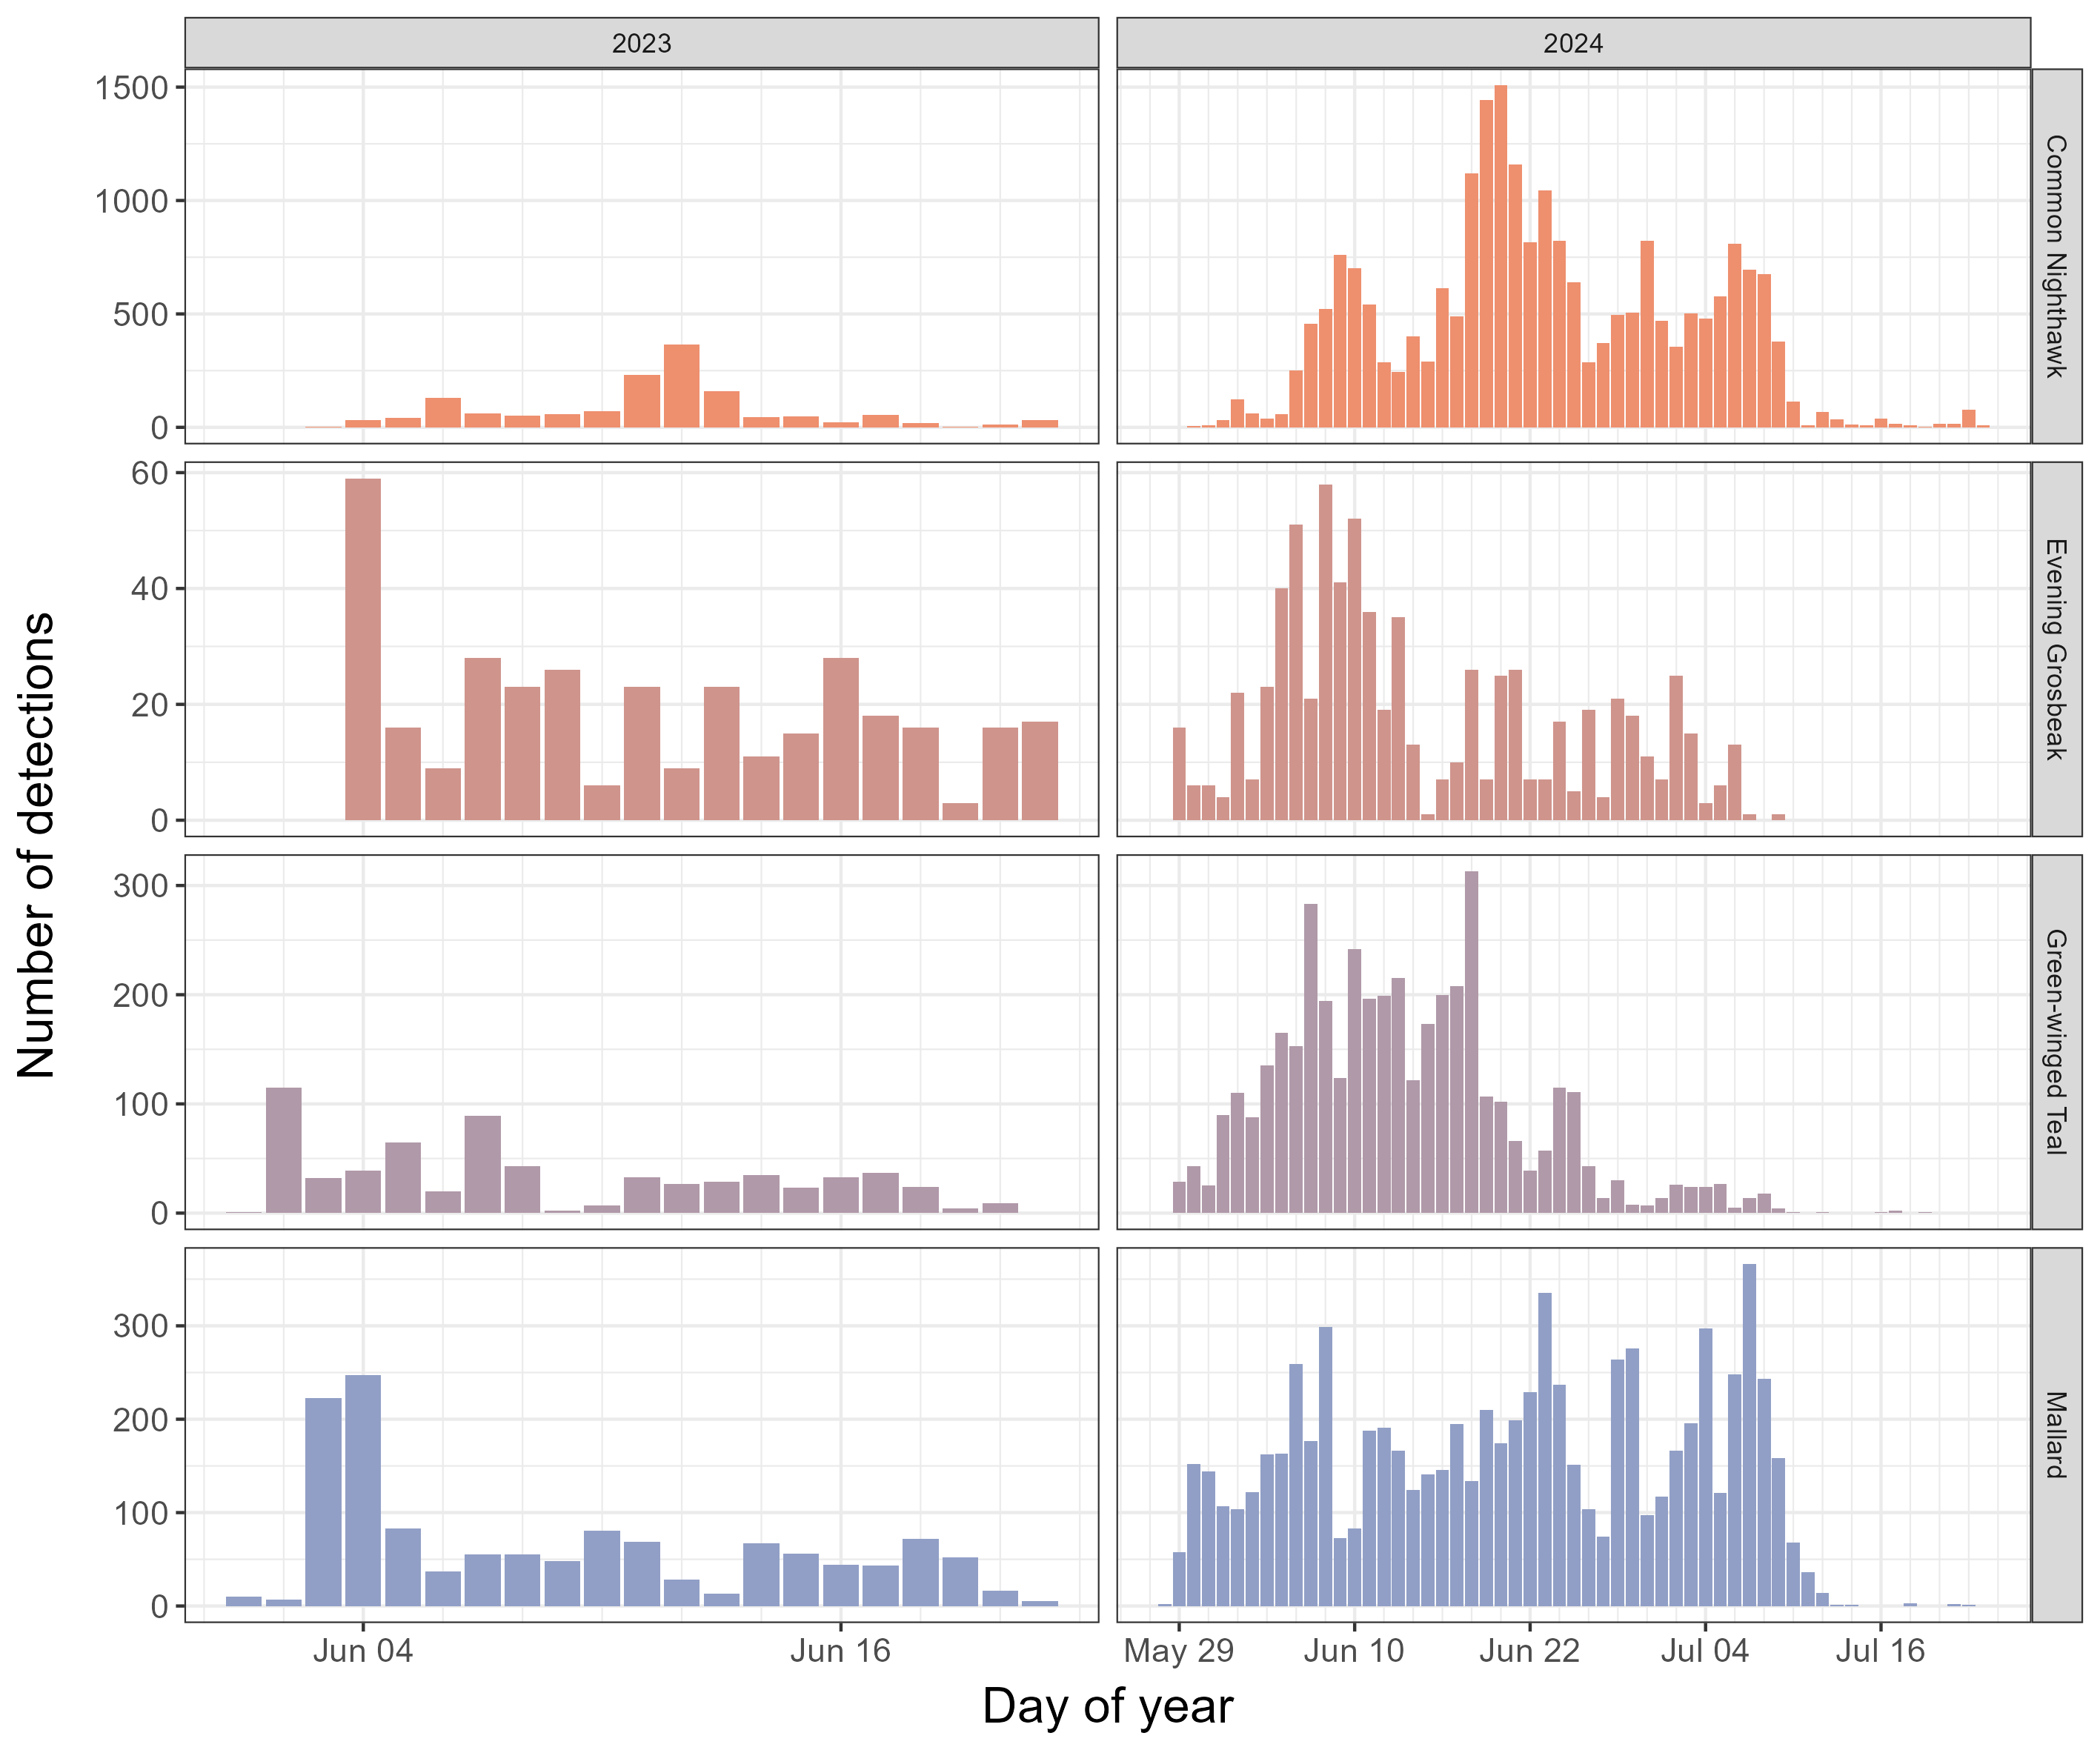 2023
2024
1500
1000
500
0
Common Nighthawk
60
40
20
0
Evening Grosbeak
300
200
100
0
Green-winged Teal
300
200
100
0
Mallard
Number of detections
Jun 04
Jun 16
May 29
Jun 10
Jun 22
Jul 04
Jul 16
Day of year